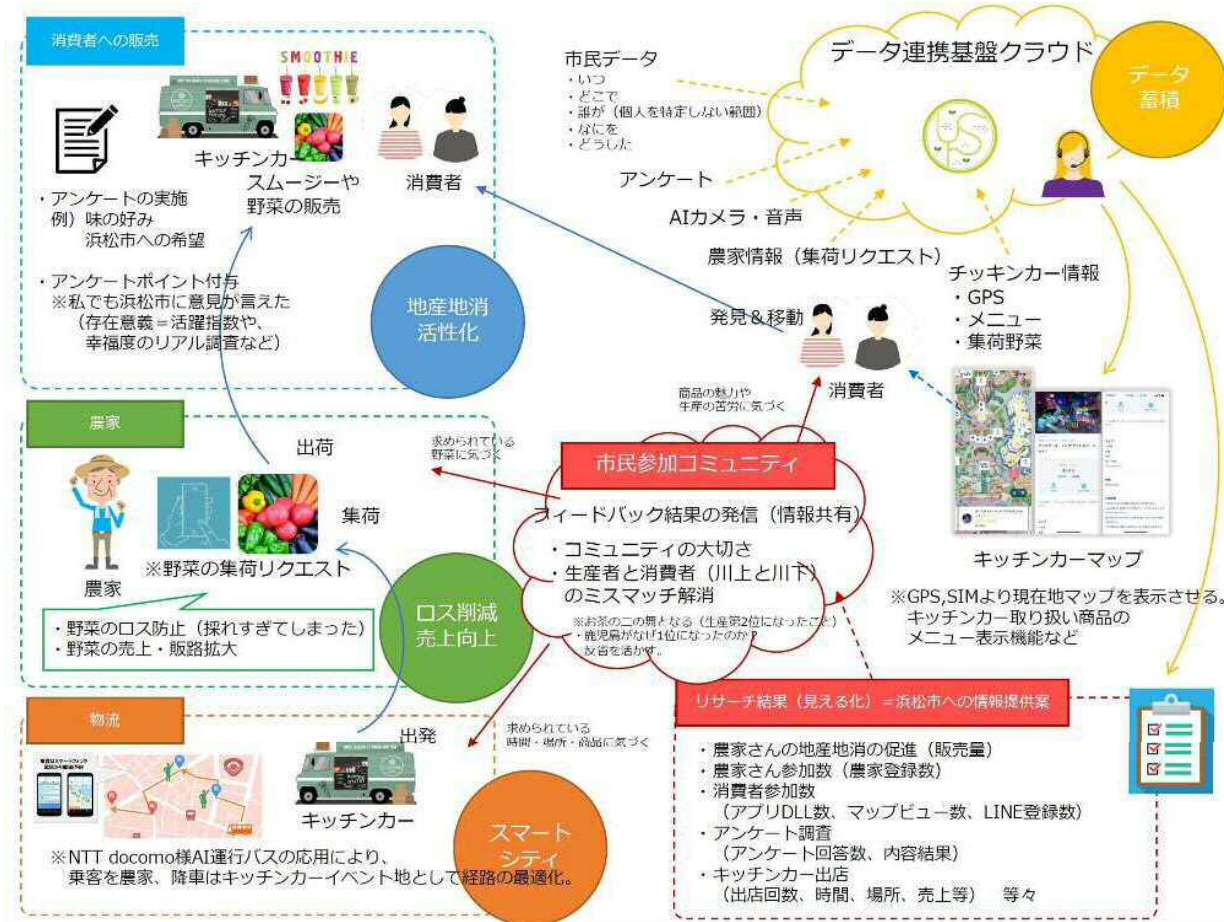 消費者への販売
SMOOTHIE
キッチンカー
スムージーや
野菜の販売
消費者
・アンケートの実施
例）味の好み
浜松市への希望
・アンケートポイント付与
※私でも浜松市に意見が言えた
（存在意義＝活躍指数や、
幸福度のリアル調査など）
地産地消
活性化
農家
出荷
集荷
農家
※野菜の集荷リクエスト
・野菜のロス防止（採れすぎてしまった）
・野菜の売上・販路拡大
ロス削減
売上向上
物流
出発
キッチンカー
※NTT docomo様AI運行バスの応用により、
乗客を農家、降車はキッチンカーイベント地として経路の最適化。
スマート
シティ
データ連携基盤クラウド
データ
蓄積
市民データ
・いつ
・どこで
・誰が（個人を特定しない範囲）
・なにを
・どうした
アンケート
AIカメラ・音声
農家情報（集荷リクエスト）
チッキンカー情報
・GPS
・メニュー
・集荷野菜
発見＆移動
消費者
商品の魅力や
生産の苦労に気づく
求められている
野菜に気づく
市民参加コミュニティ
フィードバック結果の発信（情報共有）
・コミュニティの大切さ
・生産者と消費者（川上と川下）
のミスマッチ解消
※お茶の二の舞となる（生産第2位になったこと）
・鹿児島がなぜ1位になったのか？
反省を活かす。
求められている
時間・場所・商品に気づく
キッチンカーマップ
※GPS,SIMより現在地マップを表示させる。
キッチンカー取り扱い商品の
メニュー表示機能など
リサーチ結果（見える化）＝浜松市への情報提供案
・農家さんの地産地消の促進（販売量）
・農家さん参加数（農家登録数）
・消費者参加数
（アプリDLL数、マップビュー数、LINE登録数）
・アンケート調査
（アンケート回答数、内容結果）
・キッチンカー出店
（出店回数、時間、場所、売上等）　等々